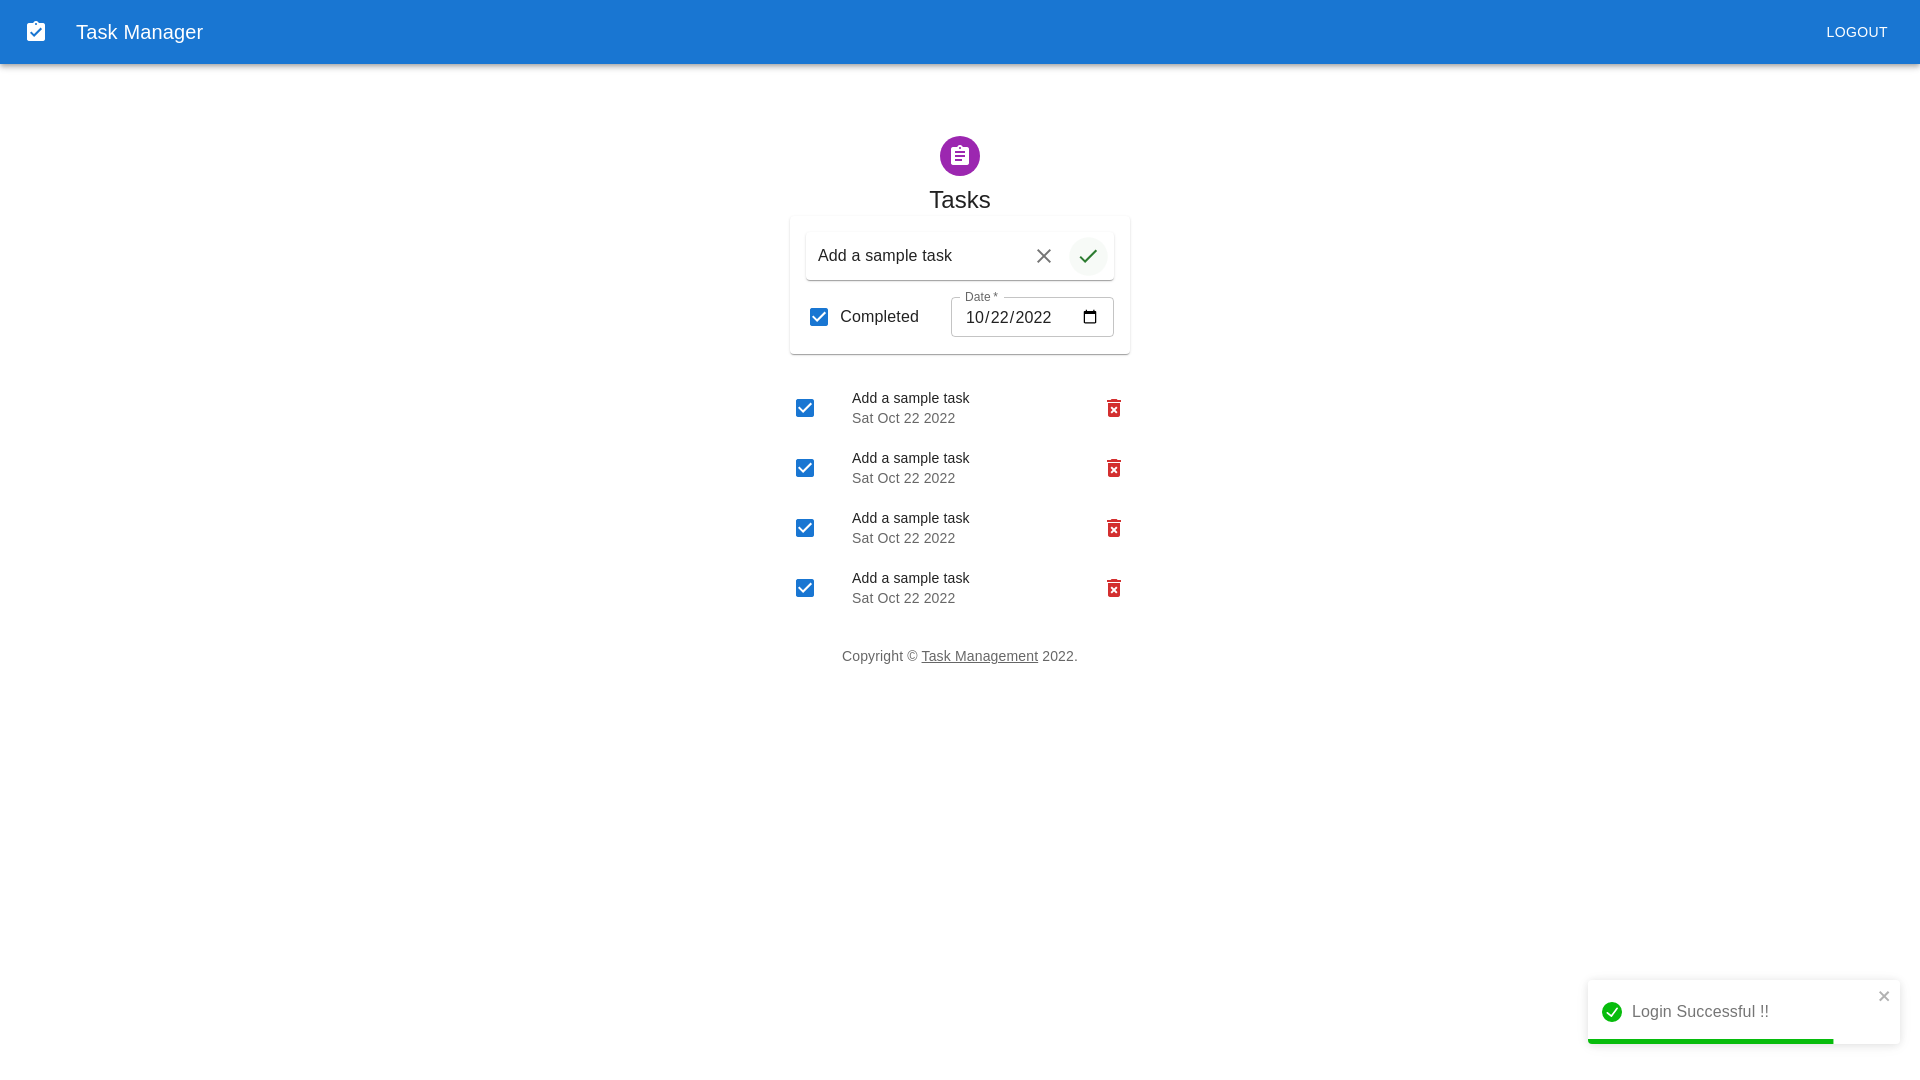 Task Manager
LOGOUT
Tasks
Add a sample task
Date *
Completed
10/22/2022
Add a sample task
Sat Oct 22 2022
Add a sample task
Sat Oct 22 2022
Add a sample task
Sat Oct 22 2022
Add a sample task
Sat Oct 22 2022
Copyright © Task Management 2022.
Login Successful !!